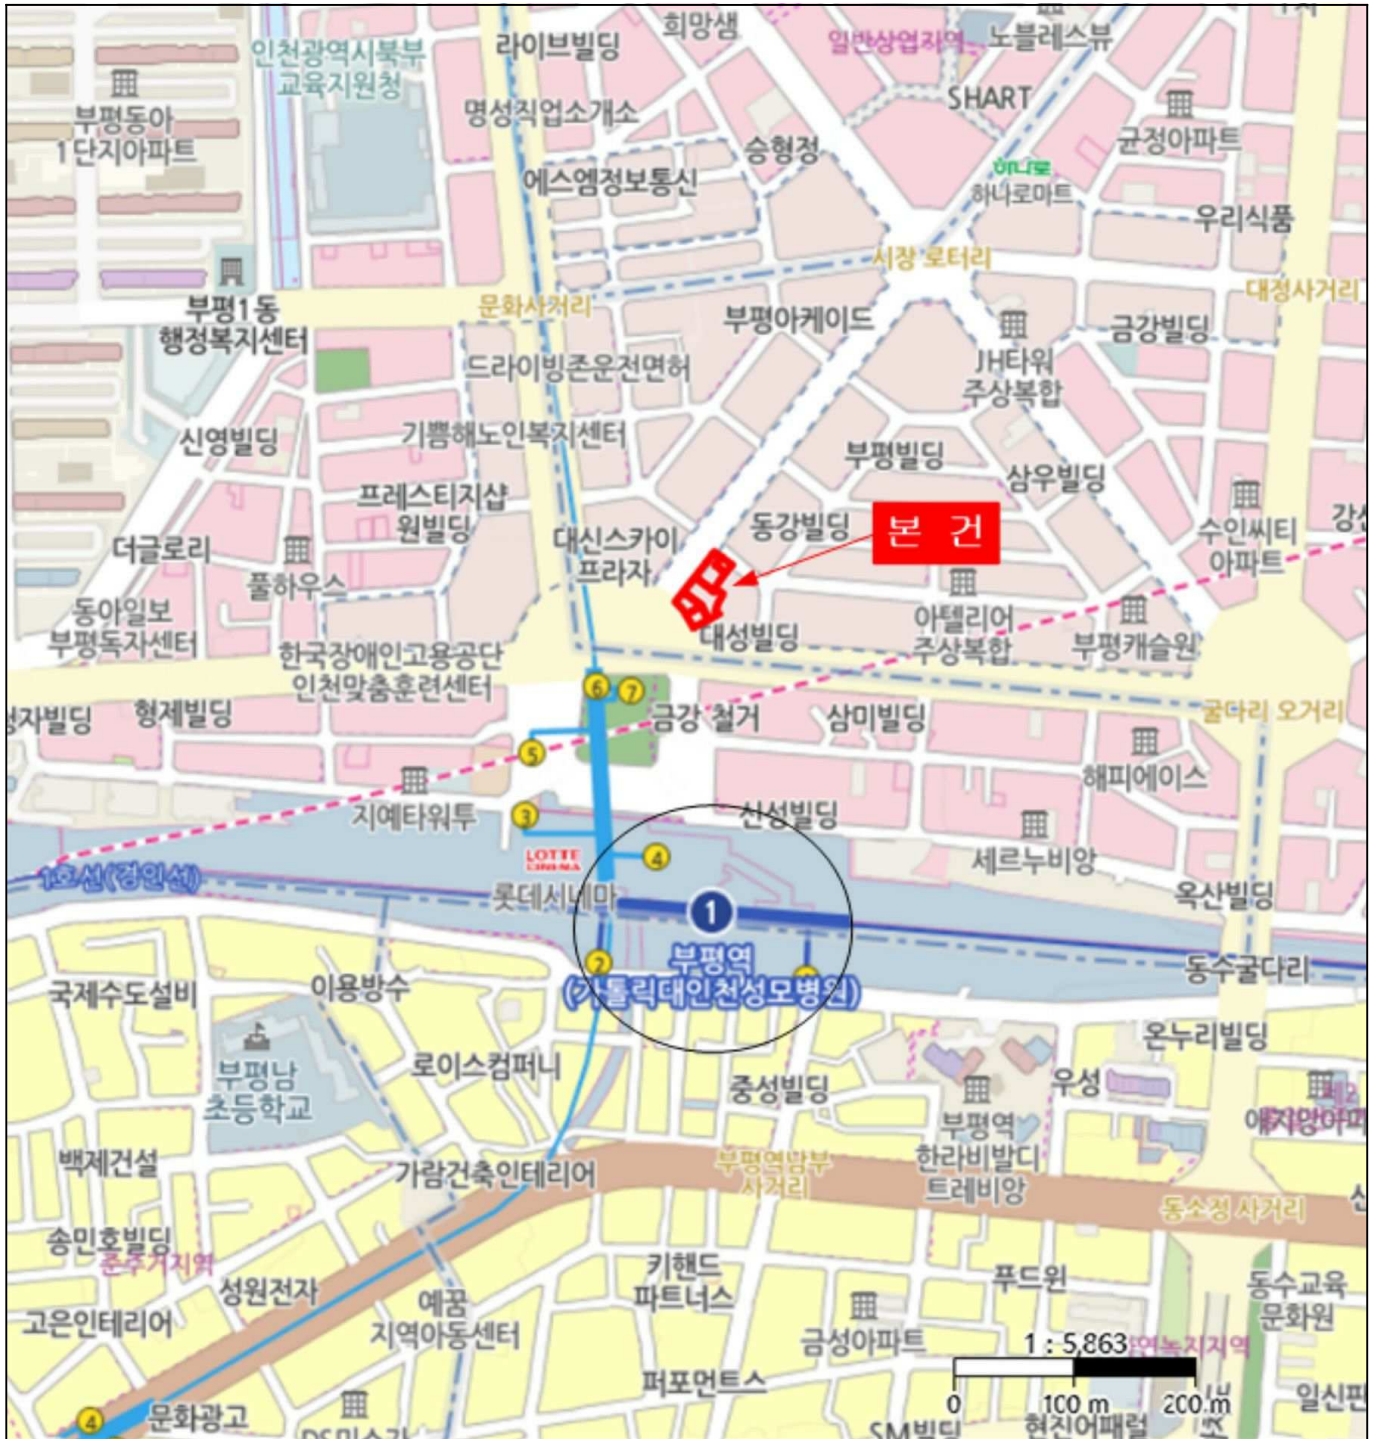 희망샘
라이브빌딩
노블레스뷰
일반상업지역
인천광역시북부
교육지원청
SHART
명성직업소개소
부평동아
1단지아파트
균정아파트
승형정
에스엠정보통신
하나로
하나로마트
우리식품
시장 로터리
대정사거리
문화사거리
부평1동
행정복지센터
부평아케이드
금강빌딩
JH타워
주상복합
드라이빙존운전면허
신영빌딩
기쁨해노인복지센터
부평빌딩
삼우빌딩
프레스티지샵
원빌딩
동강빌딩
본 건
수인씨티
아파트
더글로리
대신스카이
프라자
풀하우스
동아일보
부평독자센터
아텔리어
주상복합
부평캐슬원
대성빌딩
한국장애인고용공단
인천맞춤훈련센터
6
7
형제빌딩
금강 철거
삼미빌딩
굴다리 오거리
5
해피에이스
지예타워투
3
산성빌딩
4
세르누비앙
LOTTE
CINEMA
롯데시네마
1호선(경인선)
옥산빌딩
1
부평역
(가톨릭대인천성모병원)
2
동수굴다리
국제수도설비
이용방수
온누리빌딩
로이스컴퍼니
부평남
초등학교
중성빌딩
우성
부평역
한라비발디
트레비앙
백제건설
가람건축인테리어
부평역남부
사거리
동소정 사거리
송민호빌딩
준주거지역
성원전자
키핸드
파트너스
푸드윈
동수교육
문화원
고은인테리어
예꿈
지역아동센터
금성아파트
1 : 5,863
퍼포먼트스
0
100 m
200 m
4
문화광고
SM빌딩
현진어패럴